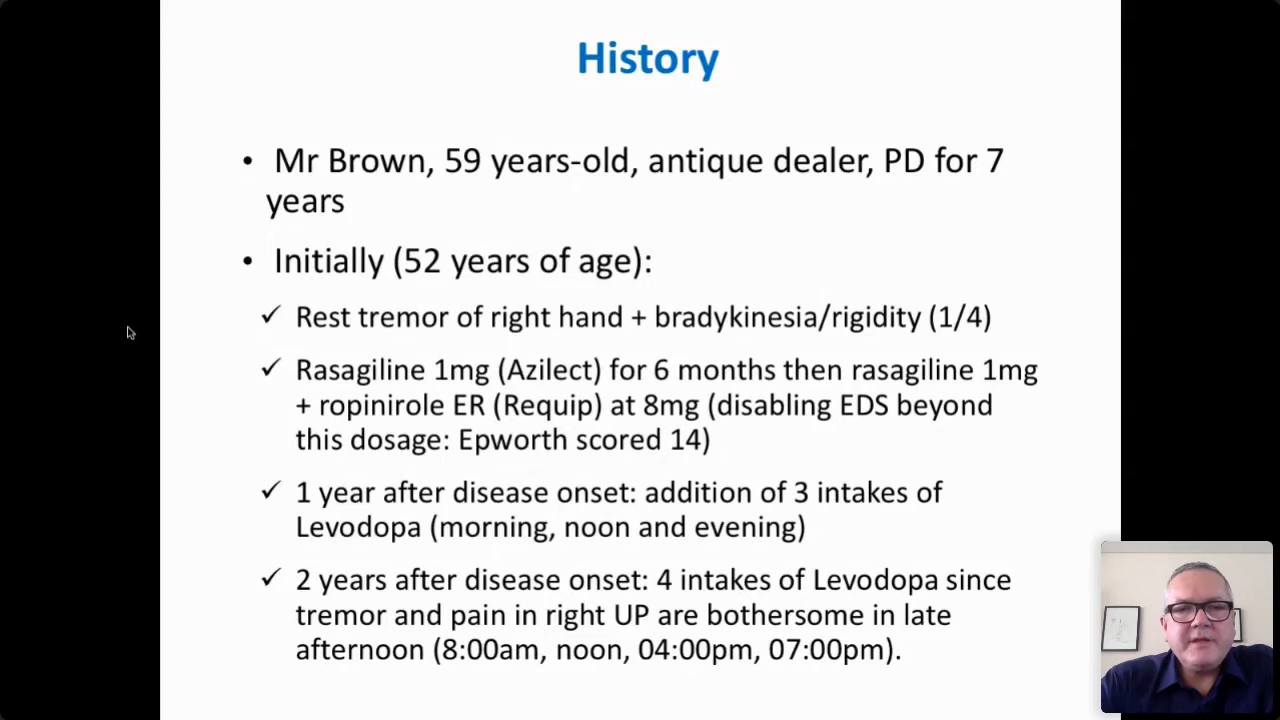 History
• Mr Brown, 59 years-old, antique dealer, PD for 7
years
• Initially (52 years of age):
✓ Rest tremor of right hand + bradykinesia/rigidity (1/4)
✓ Rasagiline 1mg (Azilect) for 6 months then rasagiline 1mg
+ ropinirole ER (Requip) at 8mg (disabling EDS beyond
this dosage: Epworth scored 14)
✓ 1 year after disease onset: addition of 3 intakes of
Levodopa (morning, noon and evening)
✓ 2 years after disease onset: 4 intakes of Levodopa since
tremor and pain in right UP are bothersome in late
afternoon (8:00am, noon, 04:00pm, 07:00pm).